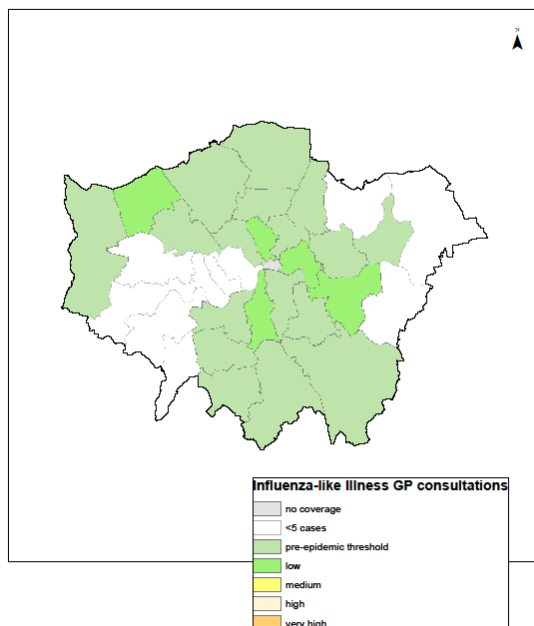 Influenza-like Illness GP consultations
no coverage
<5 cases
pre-epidemic threshold
low
medium
high
very high